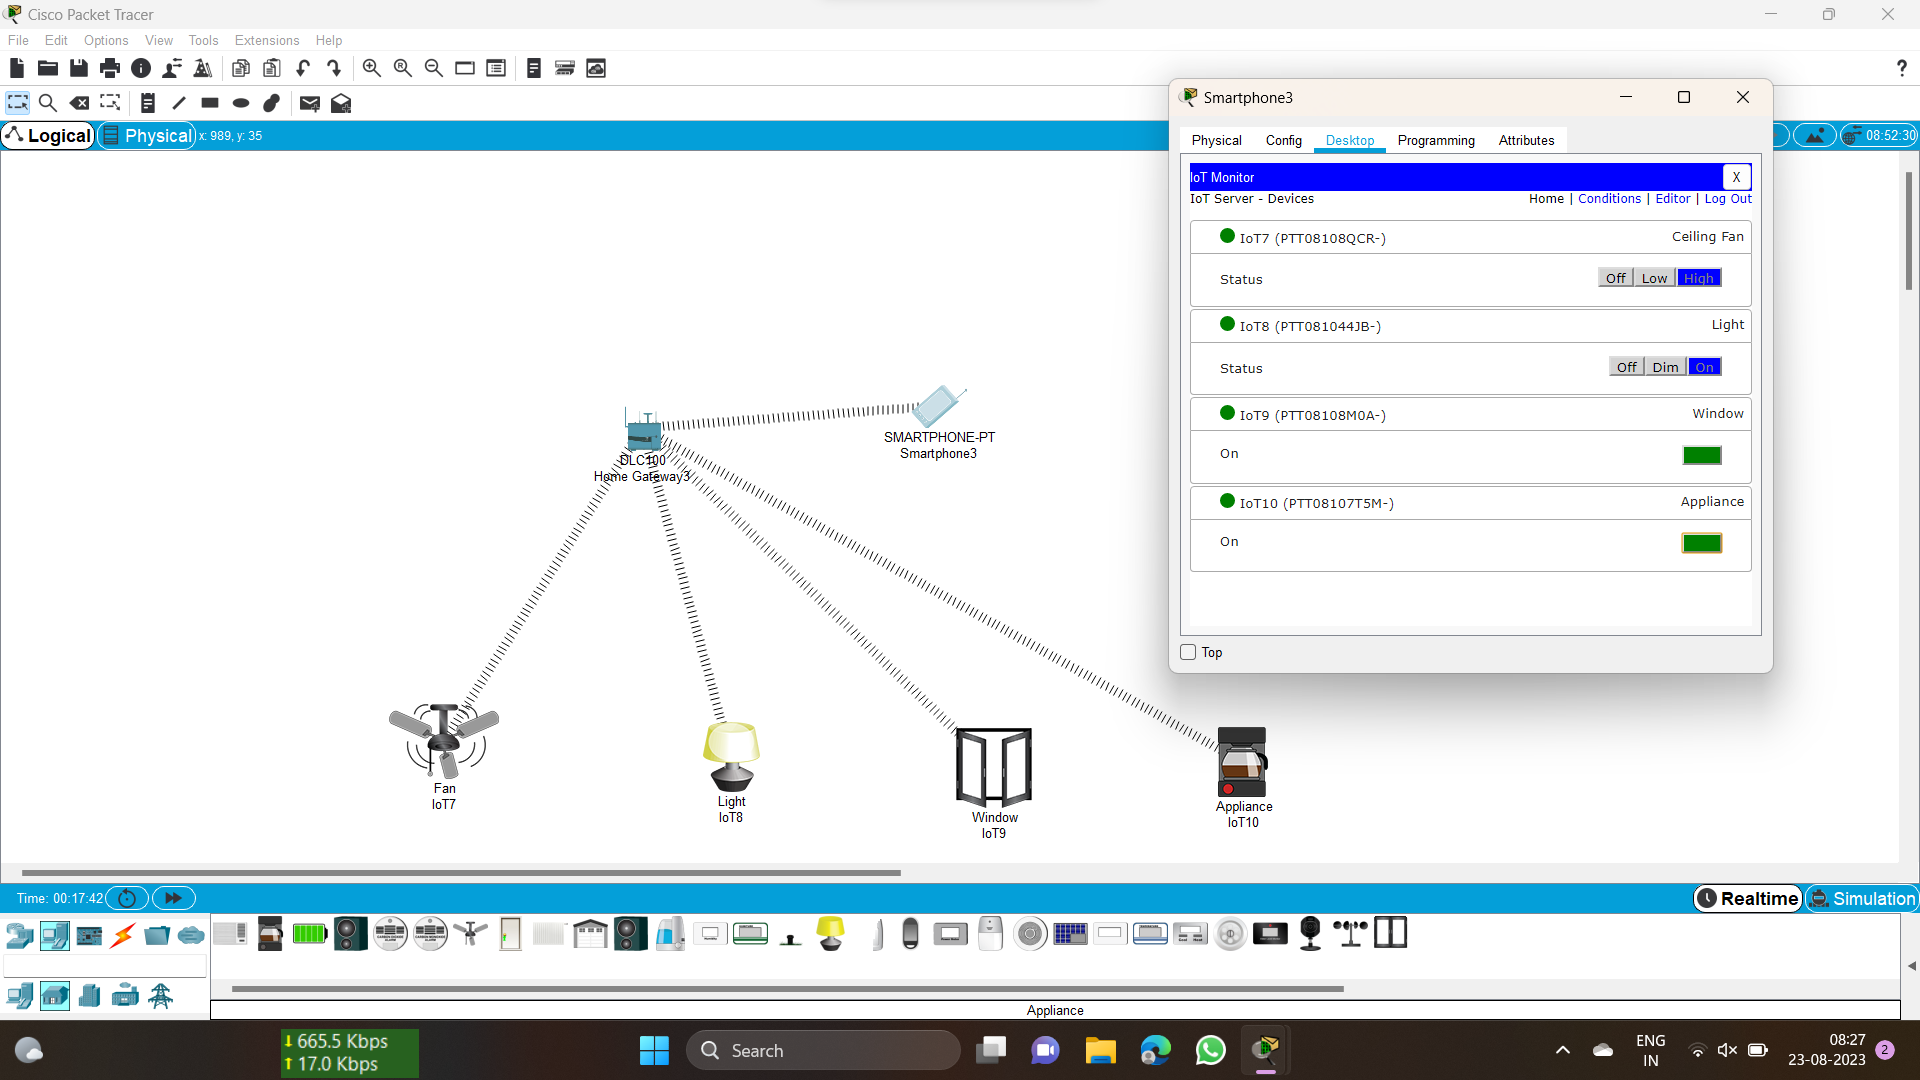 Cisco Packet Tracer
File Edit Options View Tools Extensions Help
Logical Physical x: 989, y: 35
08:52:30
SMARTPHONE-PT
Smartphone3
DLC100
Home Gateway3
Fan
IoT7
Light
IoT8
Window
IoT9
Appliance
IoT10
Smartphone3
Physical Config Desktop Programming Attributes
IoT Monitor X
IoT Server - Devices Home | Conditions | Editor | Log Out
IoT7 (PTT08108QCR-) Ceiling Fan
Status Off Low High
IoT8 (PTT081044JB-) Light
Status Off Dim On
IoT9 (PTT08108M0A-) Window
On
IoT10 (PTT08107T5M-) Appliance
On
Top
Time: 00:17:42
Realtime Simulation
Appliance
665.5 Kbps
17.0 Kbps
Search
ENG
IN
08:27
23-08-2023
2